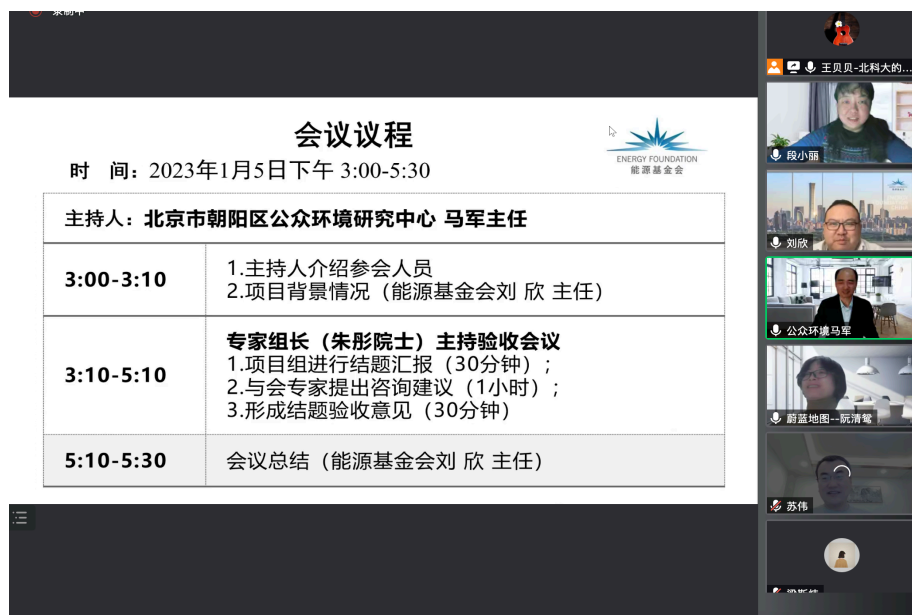 会议议程
时 间：2023年1月5日下午 3:00-5:30
ENERGY FOUNDATION
能源基金会
主持人：北京市朝阳区公众环境研究中心 马军主任
3:00-3:10
1.主持人介绍参会人员
2.项目背景情况（能源基金会刘 欣 主任）
3:10-5:10
专家组长（朱彤院士）主持验收会议
1.项目组进行结题汇报（30分钟）；
2.与会专家提出咨询建议（1小时）；
3.形成结题验收意见（30分钟）
5:10-5:30
会议总结（能源基金会刘 欣 主任）
王贝贝-北科大的...
段小丽
刘欣
公众环境马军
蔚蓝地图--阮清鸳
苏伟